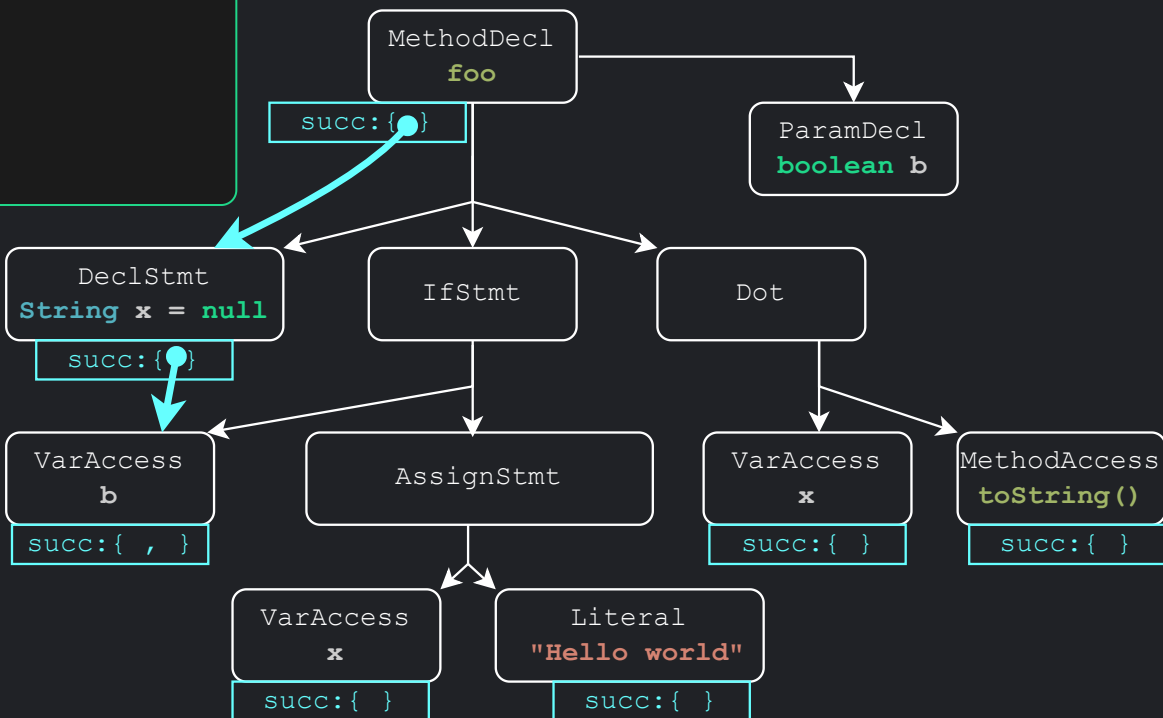 MethodDecl
foo
succ:{ }
ParamDecl
boolean b
DeclStmt
String x = null
succ:{ }
IfStmt
Dot
VarAccess
b
succ:{ , }
AssignStmt
VarAccess
x
succ:{ }
MethodAccess
toString()
succ:{ }
VarAccess
x
succ:{ }
Literal
"Hello world"
succ:{ }